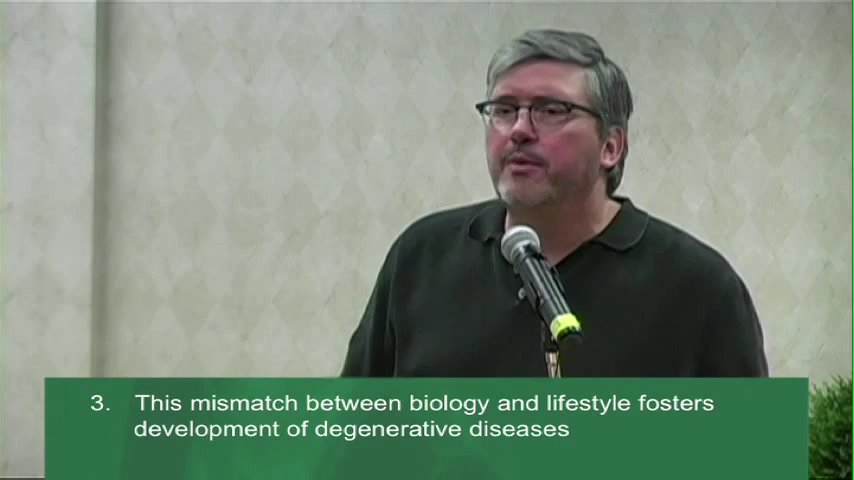 3. This mismatch between biology and lifestyle fosters
development of degenerative diseases